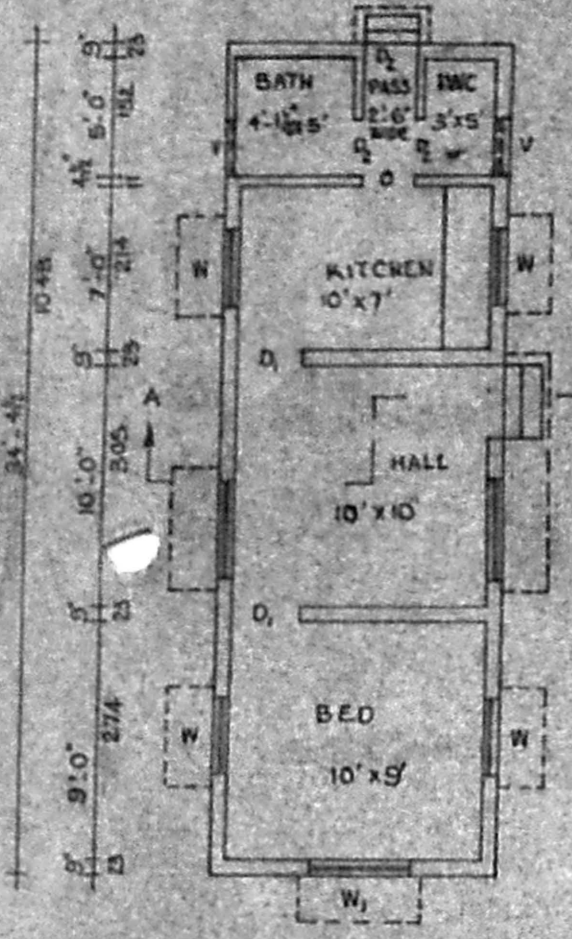 D2
BATH PASS WC
4'-1½"x5' 2'-6" 3'x5'
WIDE
D2 D2 W
V V
O
W W
KITCHEN
10'x7'
D1
A
HALL
10'x10'
D1
BED
W W
10'x9'
W1
9" 23
5'-0" 152
4½" 11
7'-0" 214
9" 23
10'-0" 305
9" 23
9'-0" 274
9" 23
34'-4½
1048